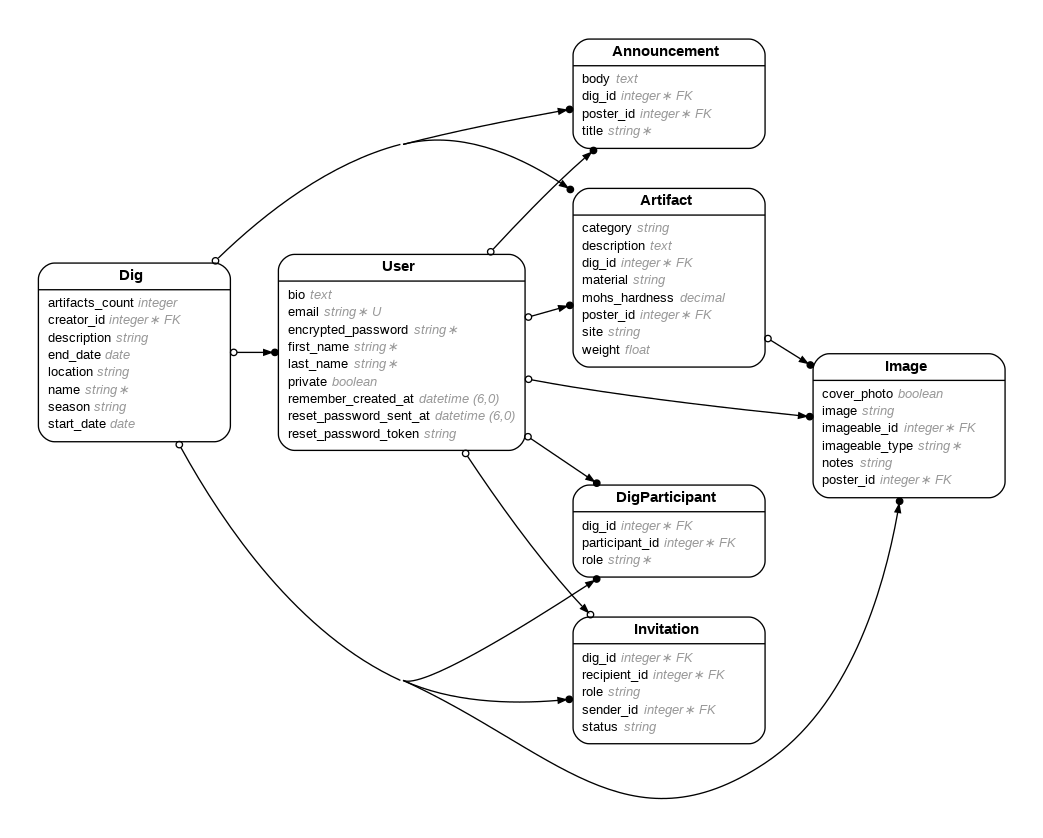 Announcement
body text
dig_id integer∗ FK
poster_id integer∗ FK
title string∗
Artifact
category string
description text
dig_id integer∗ FK
material string
mohs_hardness decimal
poster_id integer∗ FK
site string
weight float
Dig
artifacts_count integer
creator_id integer∗ FK
description string
end_date date
location string
name string∗
season string
start_date date
User
bio text
email string∗ U
encrypted_password string∗
first_name string∗
last_name string∗
private boolean
remember_created_at datetime (6,0)
reset_password_sent_at datetime (6,0)
reset_password_token string
Image
cover_photo boolean
image string
imageable_id integer∗ FK
imageable_type string∗
notes string
poster_id integer∗ FK
DigParticipant
dig_id integer∗ FK
participant_id integer∗ FK
role string∗
Invitation
dig_id integer∗ FK
recipient_id integer∗ FK
role string
sender_id integer∗ FK
status string